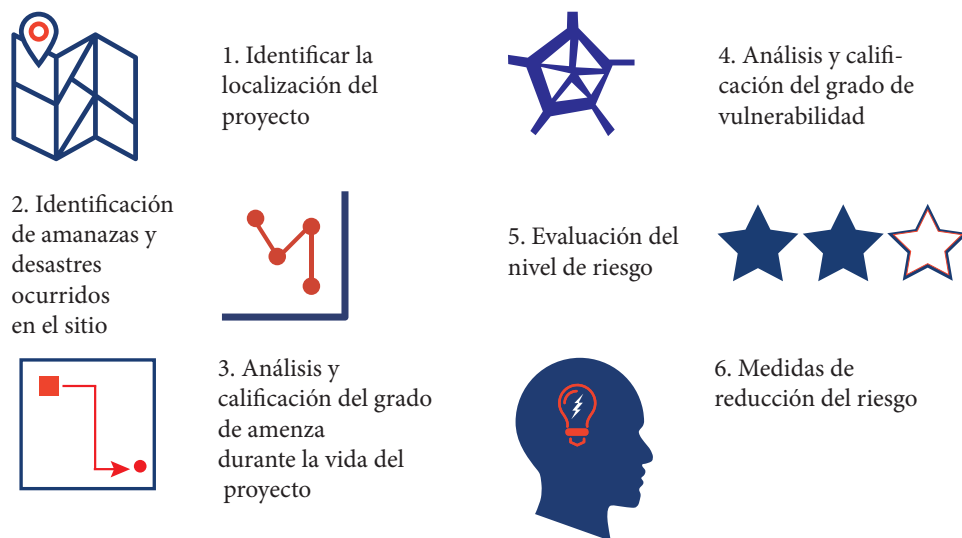 1. Identificar la
localización del
proyecto
2. Identificación
de amanazas y
desastres
ocurridos
en el sitio
3. Análisis y
calificación del grado
de amenza
durante la vida del
proyecto
4. Análisis y califi-
cación del grado de
vulnerabilidad
5. Evaluación del
nivel de riesgo
6. Medidas de
reducción del riesgo